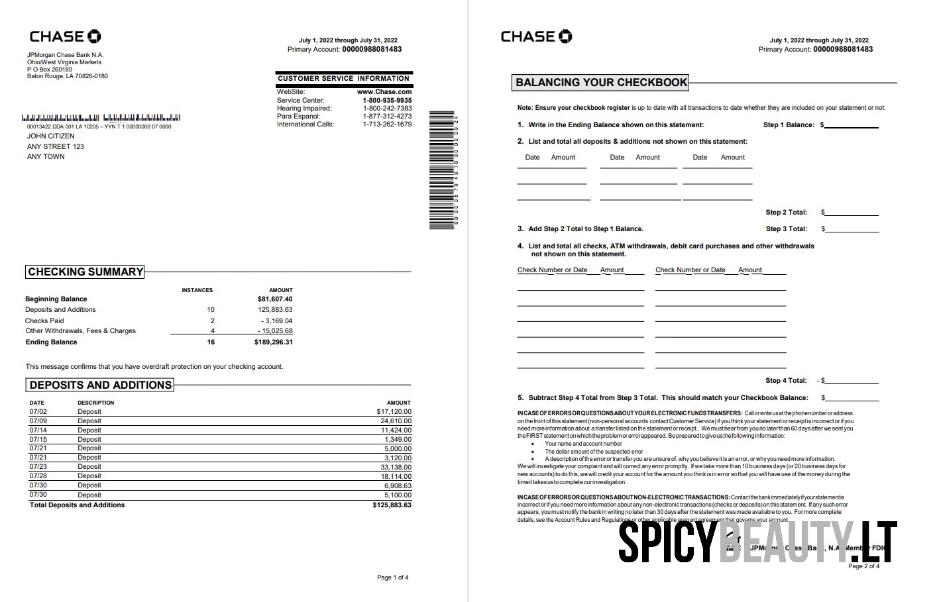 CHASE
July 1, 2022 through July 31, 2022
Primary Account: 00000988081483
JPMorgan Chase Bank N.A.
Ohio/West Virginia Markets
P O Box 260180
Baton Rouge, LA 70826-0180
CUSTOMER SERVICE INFORMATION
WebSite: www.Chase.com
Service Center: 1-800-935-9935
Hearing Impaired: 1-800-242-7383
Para Espanol: 1-877-312-4273
International Calls: 1-713-262-1679
00013422 DDA 001 LA 10205 – YYN T 1 00000000 D7 0000
JOHN CITIZEN
ANY STREET 123
ANY TOWN
CHECKING SUMMARY
INSTANCES AMOUNT
Beginning Balance $81,607.40
Deposits and Additions 10 125,883.63
Checks Paid 2 - 3,169.04
Other Withdrawals, Fees & Charges 4 - 15,025.68
Ending Balance 16 $189,296.31
This message confirms that you have overdraft protection on your checking account.
DEPOSITS AND ADDITIONS
DATE DESCRIPTION AMOUNT
07/02 Deposit $17,120.00
07/09 Deposit 24,610.00
07/14 Deposit 11,424.00
07/15 Deposit 1,349.00
07/21 Deposit 5,000.00
07/21 Deposit 3,120.00
07/23 Deposit 33,138.00
07/28 Deposit 18,114.00
07/30 Deposit 6,908.63
07/30 Deposit 5,100.00
Total Deposits and Additions $125,883.63
Page 1 of 4
CHASE
July 1, 2022 through July 31, 2022
Primary Account: 00000988081483
BALANCING YOUR CHECKBOOK
Note: Ensure your checkbook register is up to date with all transactions to date whether they are included on your statement or not.
1. Write in the Ending Balance shown on this statement: Step 1 Balance: $
2. List and total all deposits & additions not shown on this statement:
Date Amount Date Amount Date Amount
Step 2 Total: $
3. Add Step 2 Total to Step 1 Balance. Step 3 Total: $
4. List and total all checks, ATM withdrawals, debit card purchases and other withdrawals
not shown on this statement.
Check Number or Date Amount Check Number or Date Amount
Step 4 Total: - $
5. Subtract Step 4 Total from Step 3 Total. This should match your Checkbook Balance: $
IN CASE OF ERRORS OR QUESTIONS ABOUT YOUR ELECTRONIC FUNDS TRANSFERS: Call or write us at the phone number or address
on the front of this statement (non-personal accounts contact Customer Service) if you think your statement or receipt is incorrect or if you
need more information about a transfer listed on the statement or receipt. We must hear from you no later than 60 days after we sent you
the FIRST statement on which the problem or error appeared. Be prepared to give us the following information:
• Your name and account number
• The dollar amount of the suspected error
• A description of the error or transfer you are unsure of, why you believe it is an error, or why you need more information.
We will investigate your complaint and will correct any error promptly. If we take more than 10 business days (or 20 business days for
new accounts) to do this, we will credit your account for the amount you think is in error so that you will have use of the money during the
time it takes us to complete our investigation.
IN CASE OF ERRORS OR QUESTIONS ABOUT NON-ELECTRONIC TRANSACTIONS: Contact the bank immediately if your statement is
incorrect or if you need more information about any non-electronic transactions (checks or deposits) on this statement. If any such error
appears, you must notify the bank in writing no later than 30 days after the statement was made available to you. For more complete
details, see the Account Rules and Regulations or other applicable account agreement that governs your account.
JPMorgan Chase Bank, N.A. Member FDIC
SPICYBEAUTY.LT
Page 2 of 4